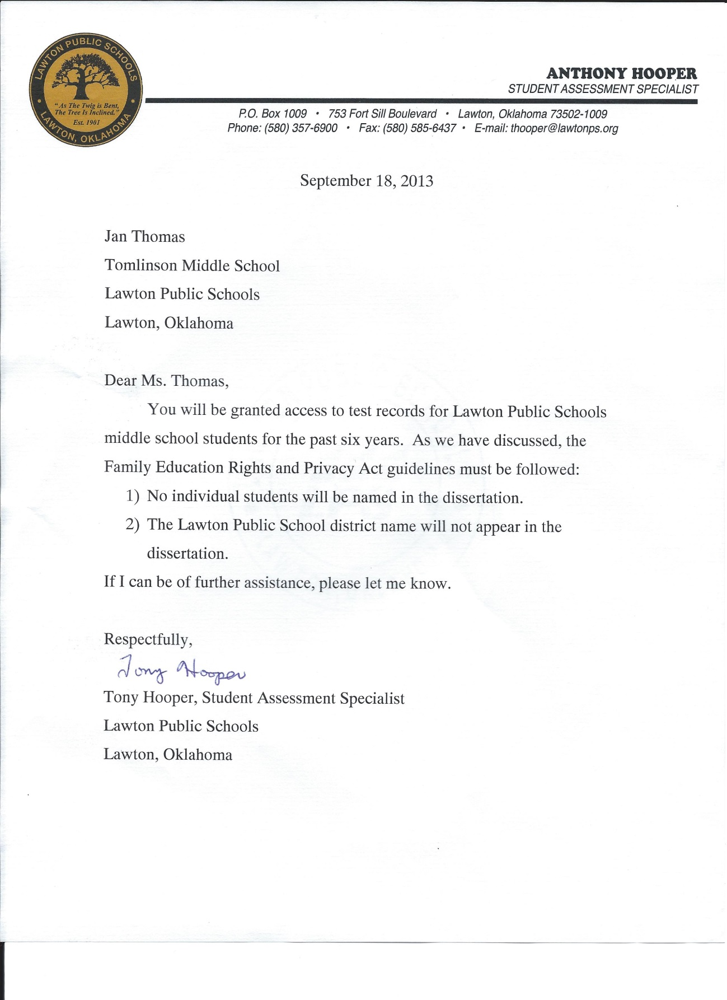 LAWTON PUBLIC SCHOOLS
"As The Twig is Bent,
The Tree Is Inclined."
Est. 1901
LAWTON, OKLAHOMA
ANTHONY HOOPER
STUDENT ASSESSMENT SPECIALIST
P.O. Box 1009 • 753 Fort Sill Boulevard • Lawton, Oklahoma 73502-1009
Phone: (580) 357-6900 • Fax: (580) 585-6437 • E-mail: thooper@lawtonps.org
September 18, 2013
Jan Thomas
Tomlinson Middle School
Lawton Public Schools
Lawton, Oklahoma
Dear Ms. Thomas,
You will be granted access to test records for Lawton Public Schools
middle school students for the past six years. As we have discussed, the
Family Education Rights and Privacy Act guidelines must be followed:
1) No individual students will be named in the dissertation.
2) The Lawton Public School district name will not appear in the
dissertation.
If I can be of further assistance, please let me know.
Respectfully,
Tony Hooper
Tony Hooper, Student Assessment Specialist
Lawton Public Schools
Lawton, Oklahoma